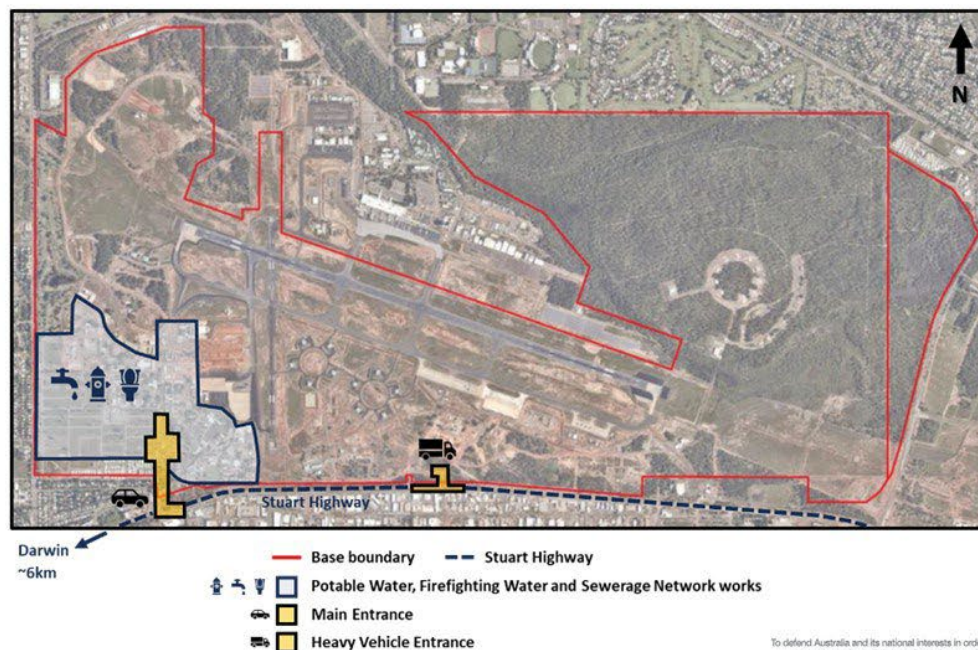 N
Stuart Highway
Darwin
~6km
Base boundary
Stuart Highway
Potable Water, Firefighting Water and Sewerage Network works
Main Entrance
Heavy Vehicle Entrance
To defend Australia and its national interests in orde